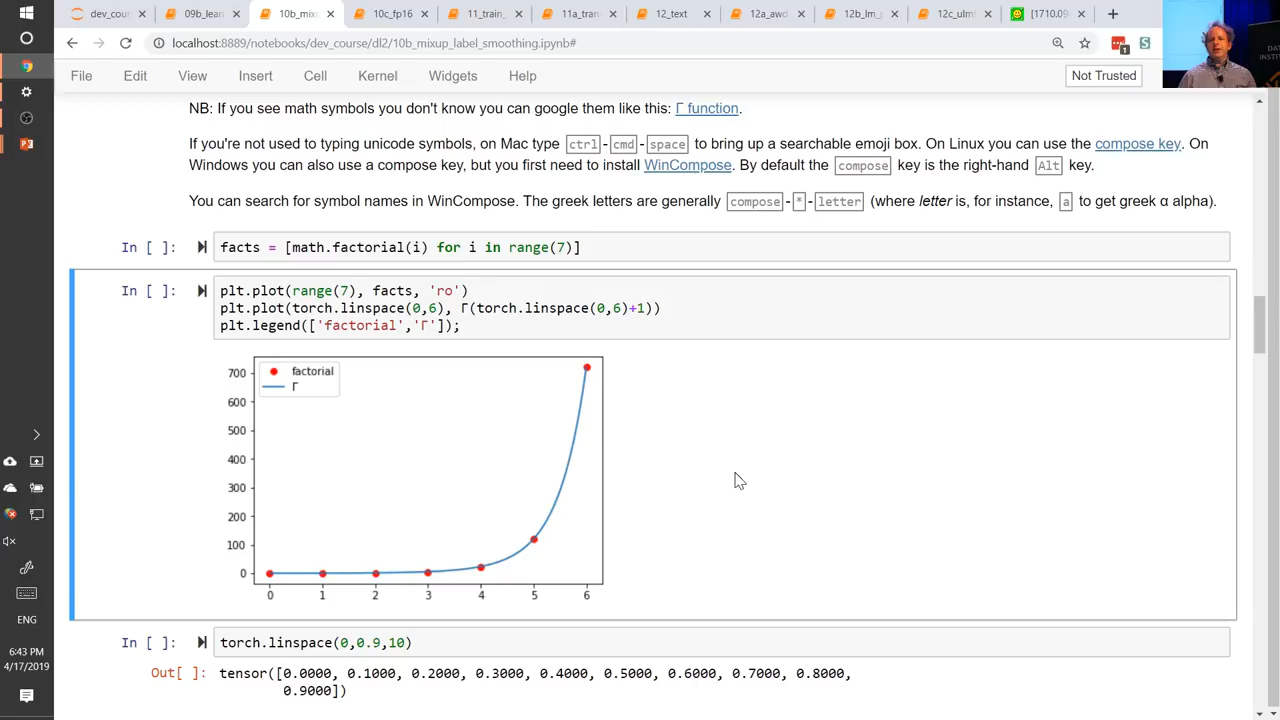 dev_cou
09b_lear
10b_mix
10c_fp16
11_train_
11a_tran
12_text
12a_awd
12b_lm_
12c_ulmf
[1710.09
localhost:8889/notebooks/dev_course/dl2/10b_mixup_label_smoothing.ipynb#
1
S
File Edit View Insert Cell Kernel Widgets Help
Not Trusted
NB: If you see math symbols you don't know you can google them like this: Γ function.
If you're not used to typing unicode symbols, on Mac type ctrl-cmd-space to bring up a searchable emoji box. On Linux you can use the compose key. On
Windows you can also use a compose key, but you first need to install WinCompose. By default the compose key is the right-hand Alt key.
You can search for symbol names in WinCompose. The greek letters are generally compose-*-letter (where letter is, for instance, a to get greek α alpha).
In [ ]: facts = [math.factorial(i) for i in range(7)]
In [ ]: plt.plot(range(7), facts, 'ro')
plt.plot(torch.linspace(0,6), Γ(torch.linspace(0,6)+1))
plt.legend(['factorial','Γ']);
factorial
Γ
700
600
500
400
300
200
100
0
0 1 2 3 4 5 6
In [ ]: torch.linspace(0,0.9,10)
Out[ ]: tensor([0.0000, 0.1000, 0.2000, 0.3000, 0.4000, 0.5000, 0.6000, 0.7000, 0.8000,
0.9000])
ENG
6:43 PM
4/17/2019